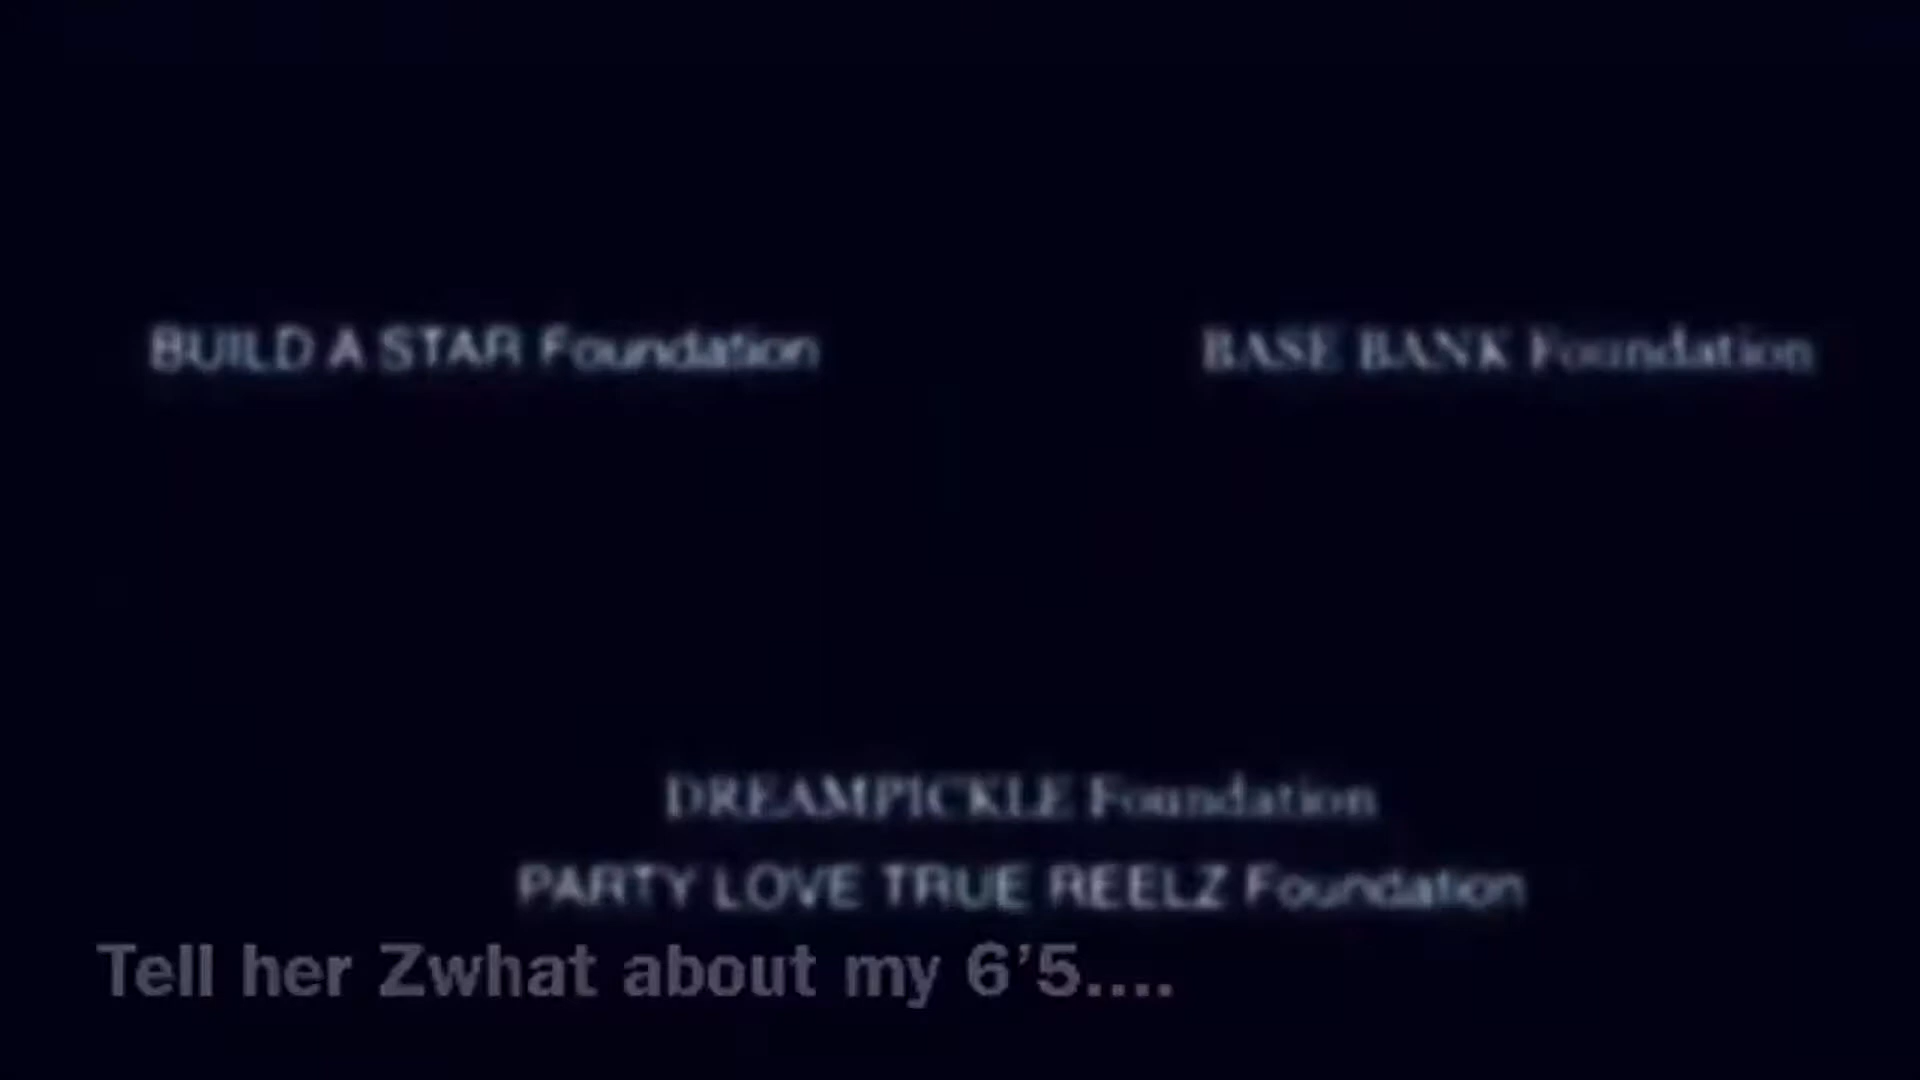 BUILD A STAR Foundation
BASE BANK Foundation
DREAMPICKLE Foundation
PARTY LOVE TRUE REELZ Foundation
Tell her Zwhat about my 6’5....